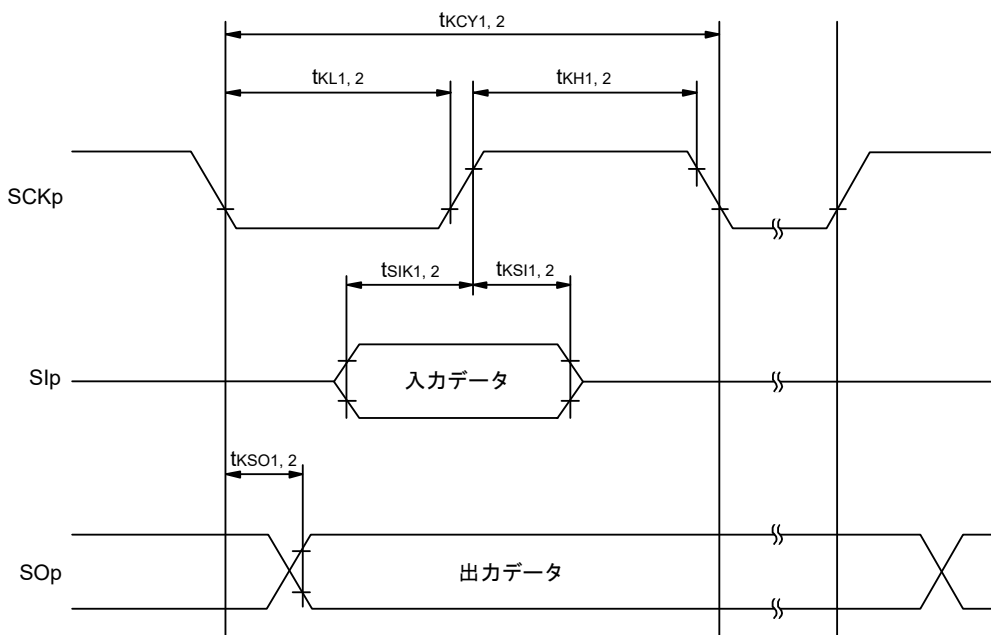 tKCY1, 2
tKL1, 2
tKH1, 2
SCKp
tSIK1, 2
tKSI1, 2
SIp
入力データ
tKSO1, 2
SOp
出力データ